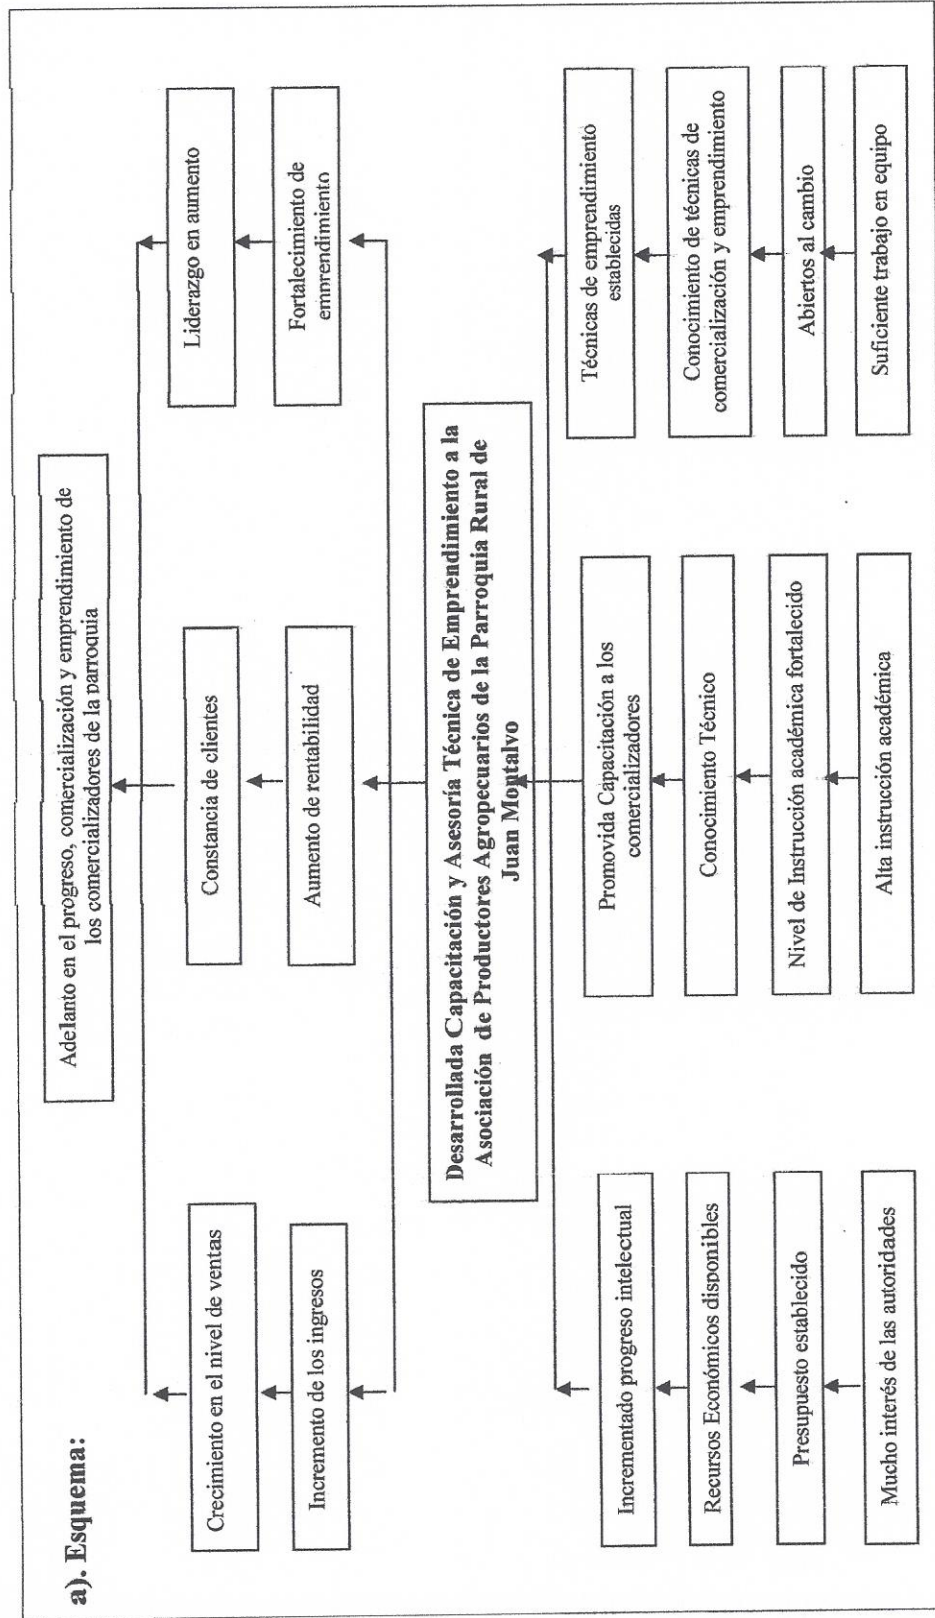 a). Esquema:
Adelanto en el progreso, comercialización y emprendimiento de
los comercializadores de la parroquia
Crecimiento en el nivel de ventas
Constancia de clientes
Liderazgo en aumento
Incremento de los ingresos
Aumento de rentabilidad
Fortalecimiento de
emprendimiento
Desarrollada Capacitación y Asesoría Técnica de Emprendimiento a la
Asociación de Productores Agropecuarios de la Parroquia Rural de
Juan Montalvo
Incrementado progreso intelectual
Promovida Capacitación a los
comercializadores
Técnicas de emprendimiento
establecidas
Recursos Económicos disponibles
Conocimiento Técnico
Conocimiento de técnicas de
comercialización y emprendimiento
Presupuesto establecido
Nivel de Instrucción académica fortalecido
Abiertos al cambio
Mucho interés de las autoridades
Alta instrucción académica
Suficiente trabajo en equipo